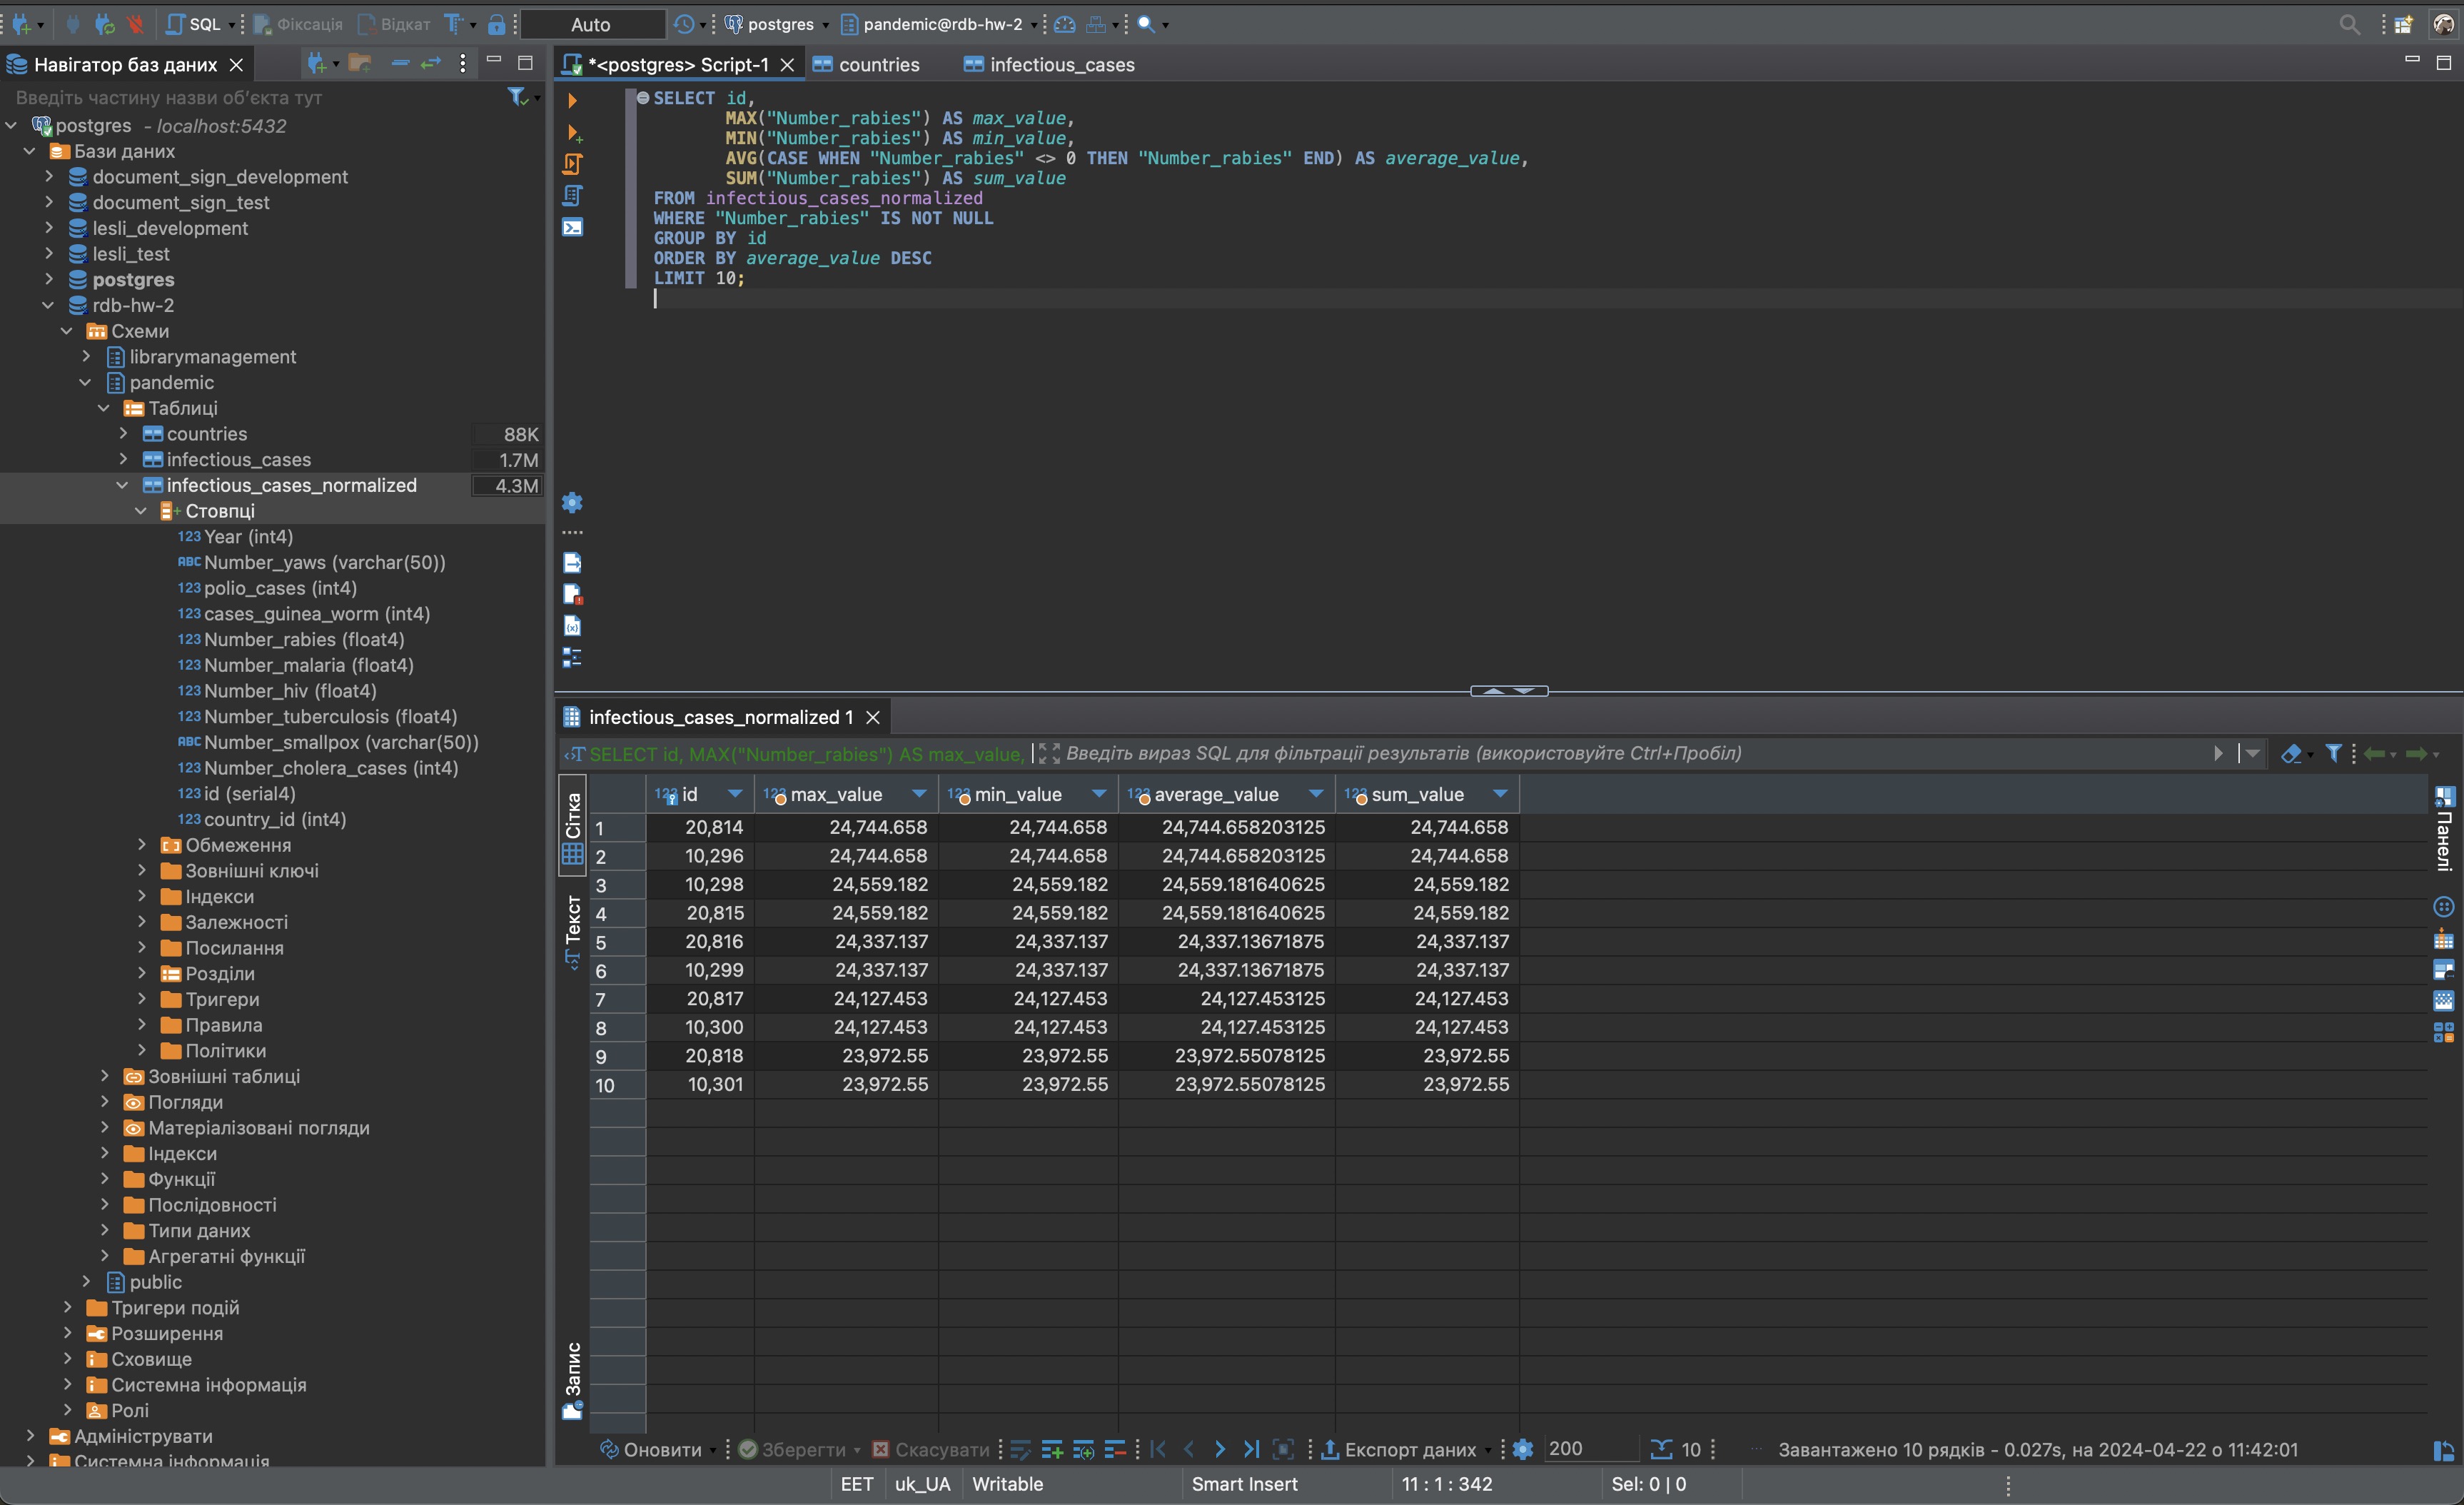 SQL
Фіксація
Відкат
Auto
postgres
pandemic@rdb-hw-2
Навігатор баз даних
Введіть частину назви об'єкта тут
postgres - localhost:5432
Бази даних
document_sign_development
document_sign_test
lesli_development
lesli_test
postgres
rdb-hw-2
Схеми
librarymanagement
pandemic
Таблиці
countries 88K
infectious_cases 1.7M
infectious_cases_normalized 4.3M
Стовпці
123 Year (int4)
ABC Number_yaws (varchar(50))
123 polio_cases (int4)
123 cases_guinea_worm (int4)
123 Number_rabies (float4)
123 Number_malaria (float4)
123 Number_hiv (float4)
123 Number_tuberculosis (float4)
ABC Number_smallpox (varchar(50))
123 Number_cholera_cases (int4)
123 id (serial4)
123 country_id (int4)
Обмеження
Зовнішні ключі
Індекси
Залежності
Посилання
Розділи
Тригери
Правила
Політики
Зовнішні таблиці
Погляди
Матеріалізовані погляди
Індекси
Функції
Послідовності
Типи даних
Агрегатні функції
public
Тригери подій
Розширення
Сховище
Системна інформація
Ролі
Адмініструвати
Системна інформація
*<postgres> Script-1
countries
infectious_cases
SELECT id,
MAX("Number_rabies") AS max_value,
MIN("Number_rabies") AS min_value,
AVG(CASE WHEN "Number_rabies" <> 0 THEN "Number_rabies" END) AS average_value,
SUM("Number_rabies") AS sum_value
FROM infectious_cases_normalized
WHERE "Number_rabies" IS NOT NULL
GROUP BY id
ORDER BY average_value DESC
LIMIT 10;
infectious_cases_normalized 1
SELECT id, MAX("Number_rabies") AS max_value,
Введіть вираз SQL для фільтрації результатів (використовуйте Ctrl+Пробіл)
Сітка
Текст
Запис
Панелі
123 id 123 max_value 123 min_value 123 average_value 123 sum_value
1 20,814 24,744.658 24,744.658 24,744.658203125 24,744.658
2 10,296 24,744.658 24,744.658 24,744.658203125 24,744.658
3 10,298 24,559.182 24,559.182 24,559.181640625 24,559.182
4 20,815 24,559.182 24,559.182 24,559.181640625 24,559.182
5 20,816 24,337.137 24,337.137 24,337.13671875 24,337.137
6 10,299 24,337.137 24,337.137 24,337.13671875 24,337.137
7 20,817 24,127.453 24,127.453 24,127.453125 24,127.453
8 10,300 24,127.453 24,127.453 24,127.453125 24,127.453
9 20,818 23,972.55 23,972.55 23,972.55078125 23,972.55
10 10,301 23,972.55 23,972.55 23,972.55078125 23,972.55
Оновити
Зберегти
Скасувати
Експорт даних
200
10
Завантажено 10 рядків - 0.027s, на 2024-04-22 о 11:42:01
EET uk_UA Writable Smart Insert 11 : 1 : 342 Sel: 0 | 0